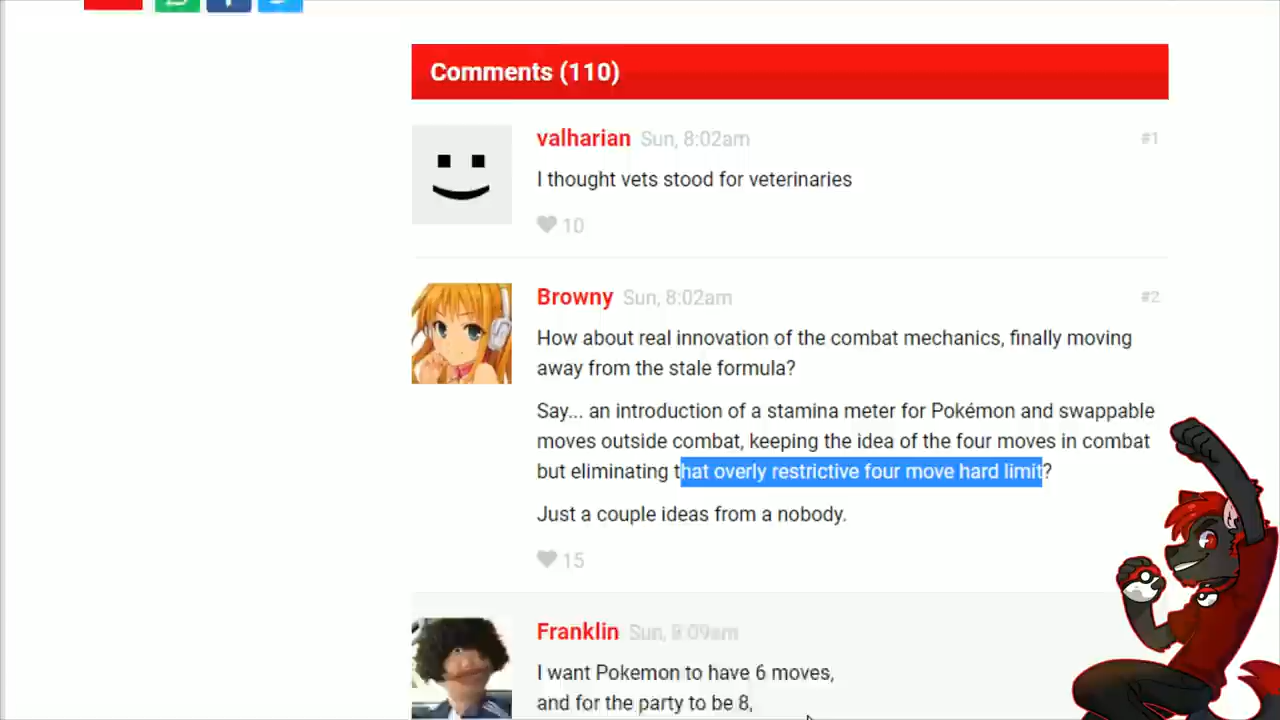 Comments (110)
valharian Sun, 8:02am #1
I thought vets stood for veterinaries
10
Browny Sun, 8:02am #2
How about real innovation of the combat mechanics, finally moving
away from the stale formula?
Say... an introduction of a stamina meter for Pokémon and swappable
moves outside combat, keeping the idea of the four moves in combat
but eliminating that overly restrictive four move hard limit?
Just a couple ideas from a nobody.
15
Franklin Sun, 8:09am
I want Pokemon to have 6 moves,
and for the party to be 8,